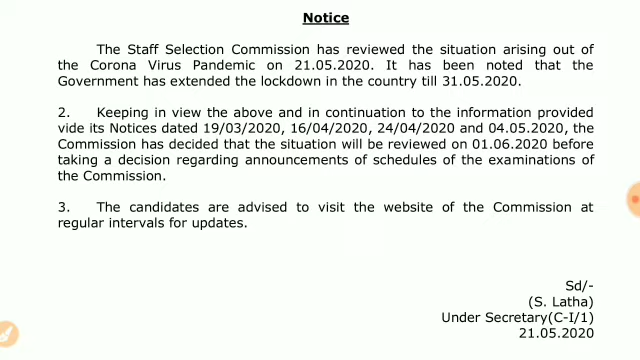 Notice
The Staff Selection Commission has reviewed the situation arising out of
the Corona Virus Pandemic on 21.05.2020. It has been noted that the
Government has extended the lockdown in the country till 31.05.2020.
2. Keeping in view the above and in continuation to the information provided
vide its Notices dated 19/03/2020, 16/04/2020, 24/04/2020 and 04.05.2020, the
Commission has decided that the situation will be reviewed on 01.06.2020 before
taking a decision regarding announcements of schedules of the examinations of
the Commission.
3. The candidates are advised to visit the website of the Commission at
regular intervals for updates.
Sd/-
(S. Latha)
Under Secretary(C-I/1)
21.05.2020